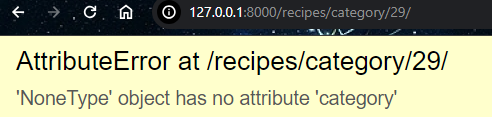 127.0.0.1:8000/recipes/category/29/
AttributeError at /recipes/category/29/
'NoneType' object has no attribute 'category'